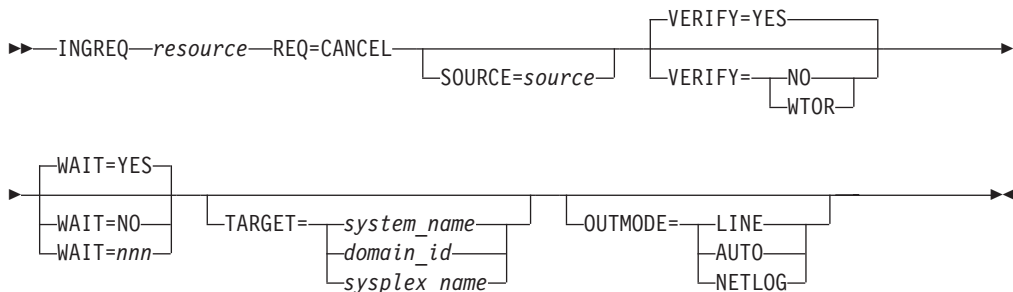 VERIFY=YES
INGREQ resource REQ=CANCEL
SOURCE=source VERIFY= NO
WTOR
WAIT=YES
WAIT=NO TARGET= system_name OUTMODE= LINE
WAIT=nnn domain_id AUTO
sysplex_name NETLOG